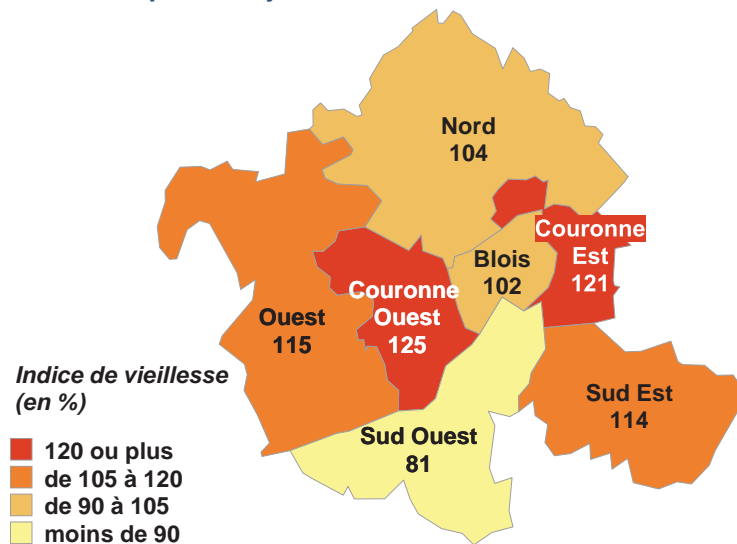 Nord
104
Couronne
Est
121
Blois
102
Couronne
Ouest
125
Ouest
115
Sud Est
114
Sud Ouest
81
Indice de vieillesse
(en %)
120 ou plus
de 105 à 120
de 90 à 105
moins de 90